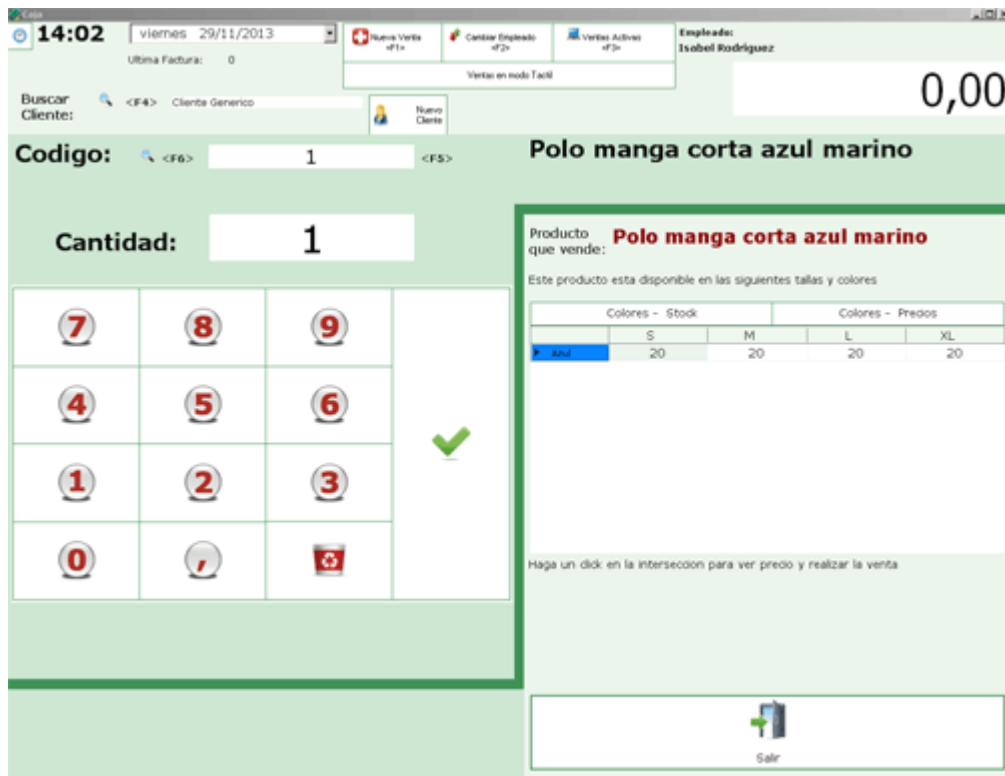 Caja
14:02
viernes 29/11/2013
Ultima Factura: 0
Nueva Venta
<F1>
Cambiar Empleado
<F2>
Ventas Activas
<F3>
Ventas en modo Tactil
Empleado:
Isabel Rodriguez
0,00
Buscar
Cliente:
<F4> Cliente Generico
Nuevo
Cliente
Codigo: <F6> 1 <F5>
Polo manga corta azul marino
Cantidad: 1
Producto
que vende:
Polo manga corta azul marino
Este producto esta disponible en las siguientes tallas y colores
Colores - Stock Colores - Precios
S M L XL
Azul 20 20 20 20
7 8 9
4 5 6
1 2 3
0 ,
Haga un click en la interseccion para ver precio y realizar la venta
Salir